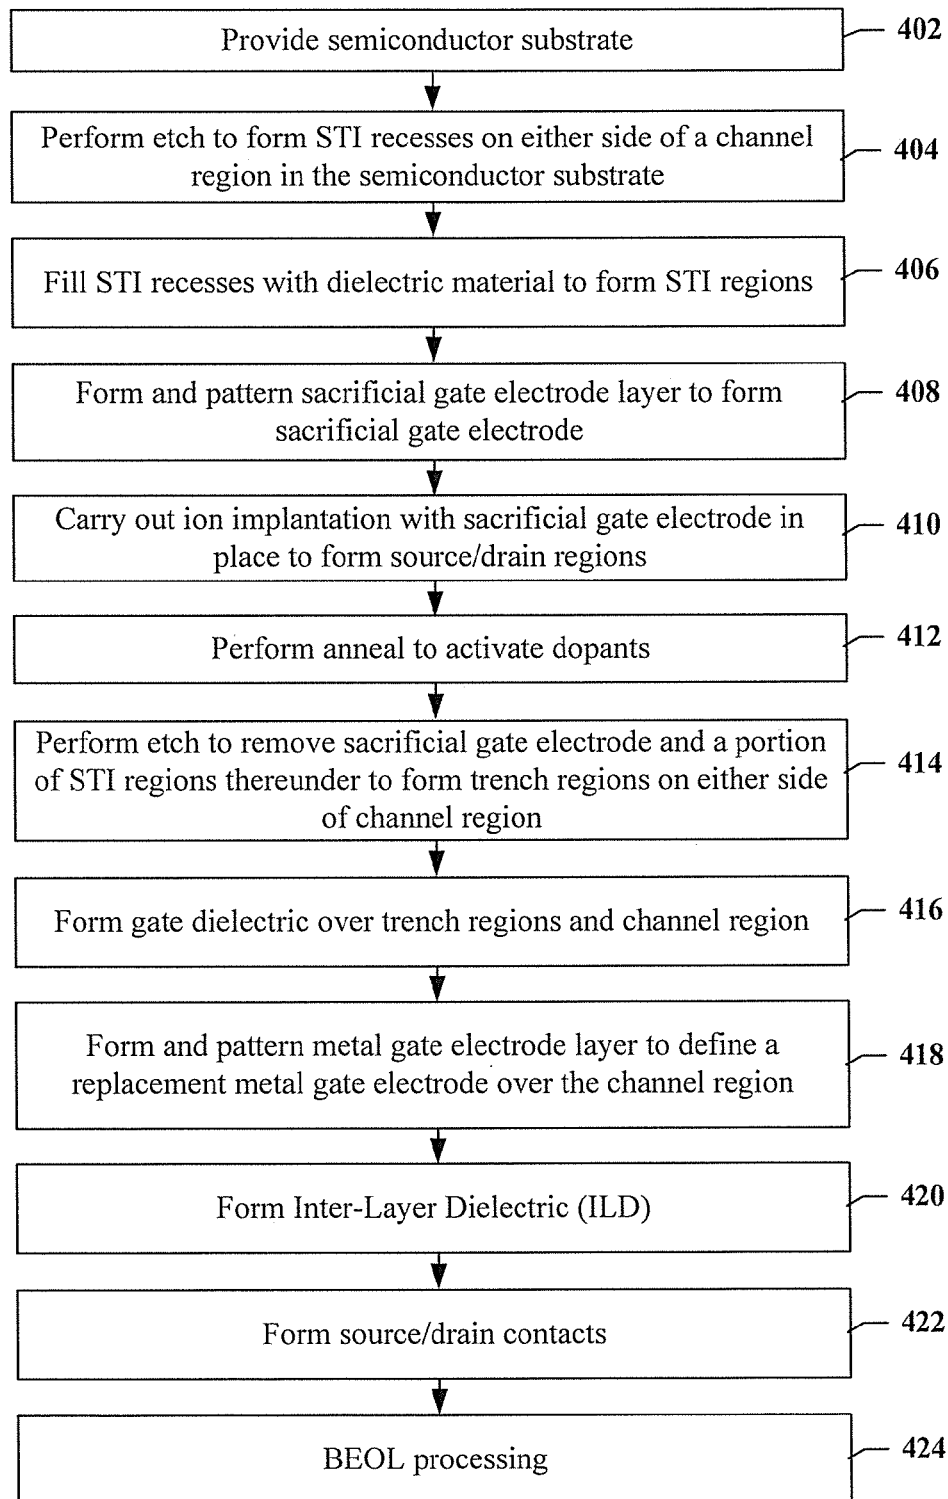 Provide semiconductor substrate
402
Perform etch to form STI recesses on either side of a channel
region in the semiconductor substrate
404
Fill STI recesses with dielectric material to form STI regions
406
Form and pattern sacrificial gate electrode layer to form
sacrificial gate electrode
408
Carry out ion implantation with sacrificial gate electrode in
place to form source/drain regions
410
Perform anneal to activate dopants
412
Perform etch to remove sacrificial gate electrode and a portion
of STI regions thereunder to form trench regions on either side
of channel region
414
Form gate dielectric over trench regions and channel region
416
Form and pattern metal gate electrode layer to define a
replacement metal gate electrode over the channel region
418
Form Inter-Layer Dielectric (ILD)
420
Form source/drain contacts
422
BEOL processing
424